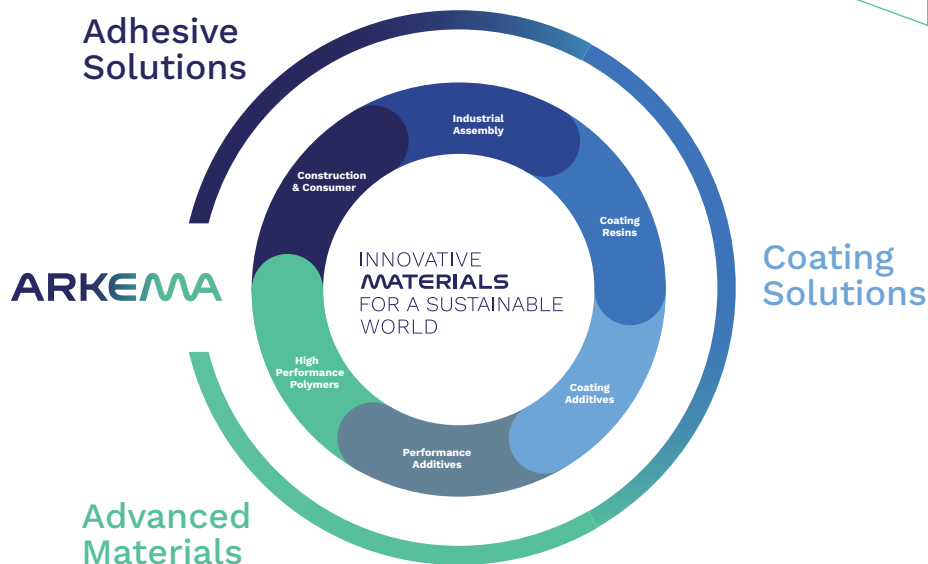 Adhesive
Solutions
Industrial
Assembly
Construction
& Consumer
Coating
Resins
ARKEMA
INNOVATIVE
MATERIALS
FOR A SUSTAINABLE
WORLD
Coating
Solutions
High
Performance
Polymers
Coating
Additives
Performance
Additives
Advanced
Materials